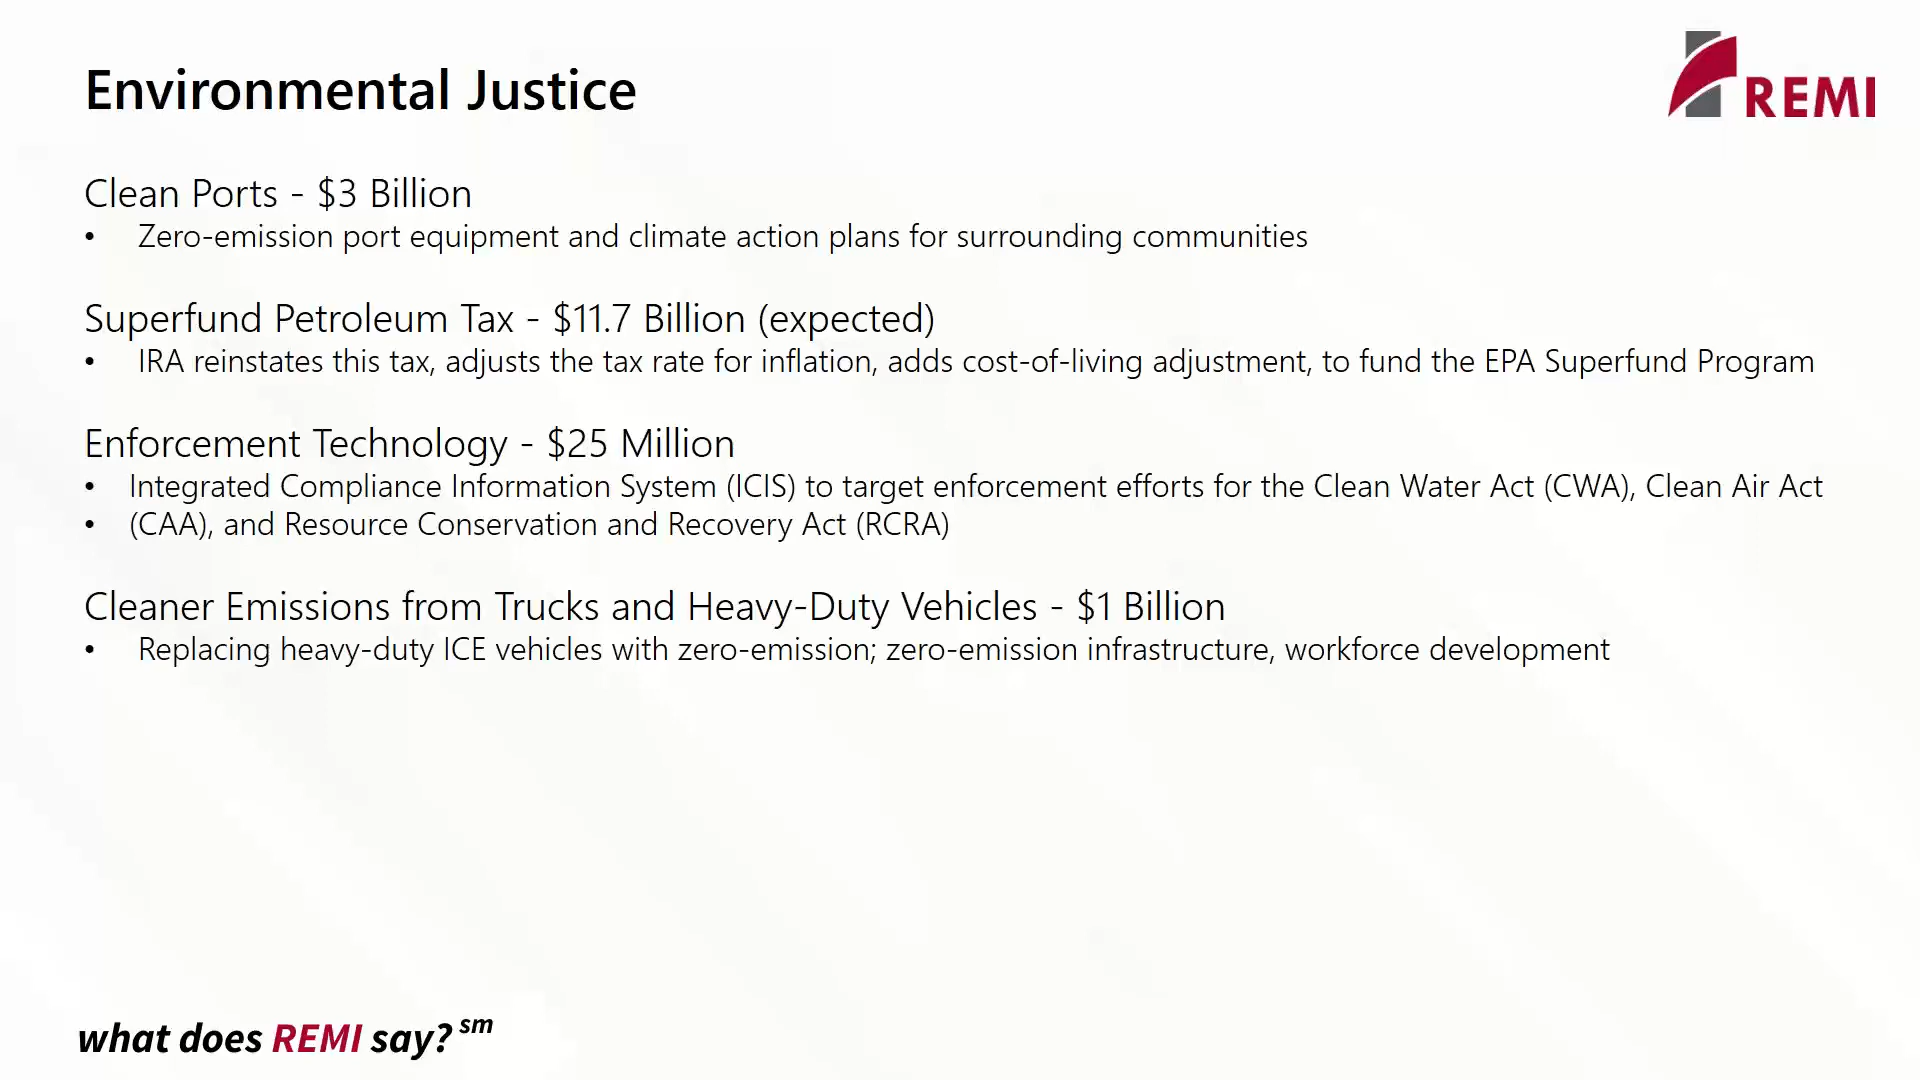 Environmental Justice
REMI
Clean Ports - $3 Billion
• Zero-emission port equipment and climate action plans for surrounding communities
Superfund Petroleum Tax - $11.7 Billion (expected)
• IRA reinstates this tax, adjusts the tax rate for inflation, adds cost-of-living adjustment, to fund the EPA Superfund Program
Enforcement Technology - $25 Million
• Integrated Compliance Information System (ICIS) to target enforcement efforts for the Clean Water Act (CWA), Clean Air Act
• (CAA), and Resource Conservation and Recovery Act (RCRA)
Cleaner Emissions from Trucks and Heavy-Duty Vehicles - $1 Billion
• Replacing heavy-duty ICE vehicles with zero-emission; zero-emission infrastructure, workforce development
what does REMI say? sm